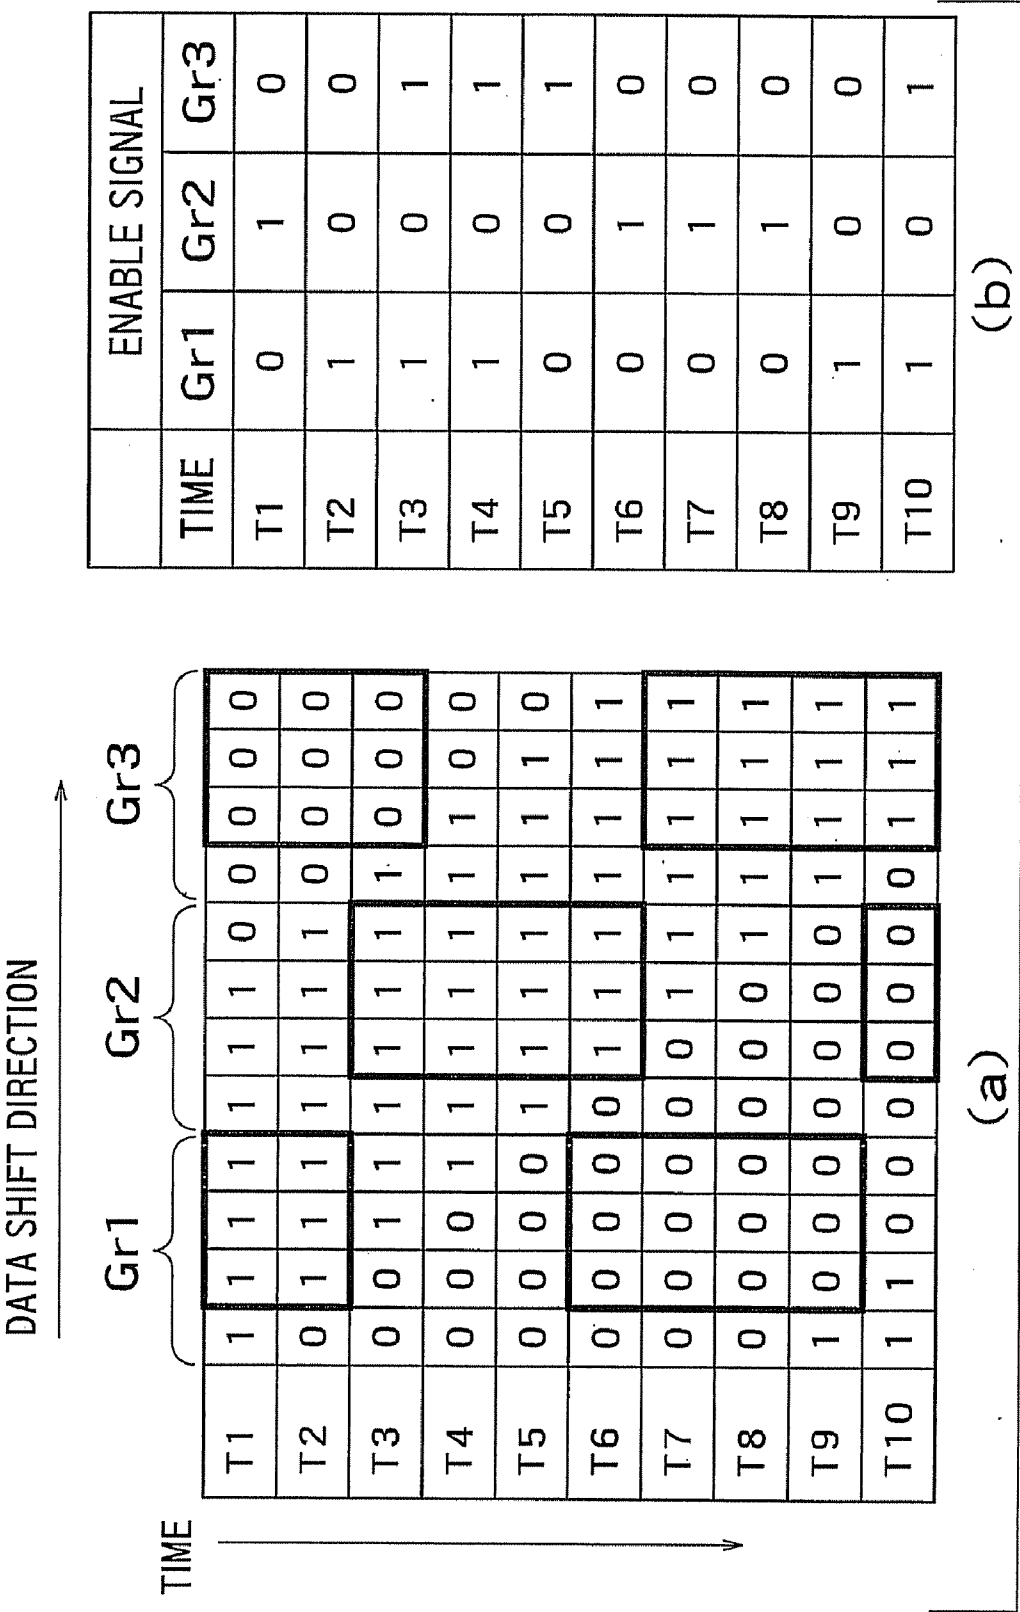 DATA SHIFT DIRECTION
Gr1 Gr2 Gr3
TIME
T1 1 1 1 1 1 1 1 0 0 0 0 0
T2 0 1 1 1 1 1 1 1 0 0 0 0
T3 0 0 1 1 1 1 1 1 1 0 0 0
T4 0 0 0 1 1 1 1 1 1 1 0 0
T5 0 0 0 0 1 1 1 1 1 1 1 0
T6 0 0 0 0 0 1 1 1 1 1 1 1
T7 0 0 0 0 0 0 1 1 1 1 1 1
T8 0 0 0 0 0 0 0 1 1 1 1 1
T9 1 0 0 0 0 0 0 0 1 1 1 1
T10 1 1 0 0 0 0 0 0 0 1 1 1
(a)
ENABLE SIGNAL
TIME Gr1 Gr2 Gr3
T1 0 1 0
T2 1 0 0
T3 1 0 1
T4 1 0 1
T5 0 0 1
T6 0 1 0
T7 0 1 0
T8 0 1 0
T9 1 0 0
T10 1 0 1
(b)